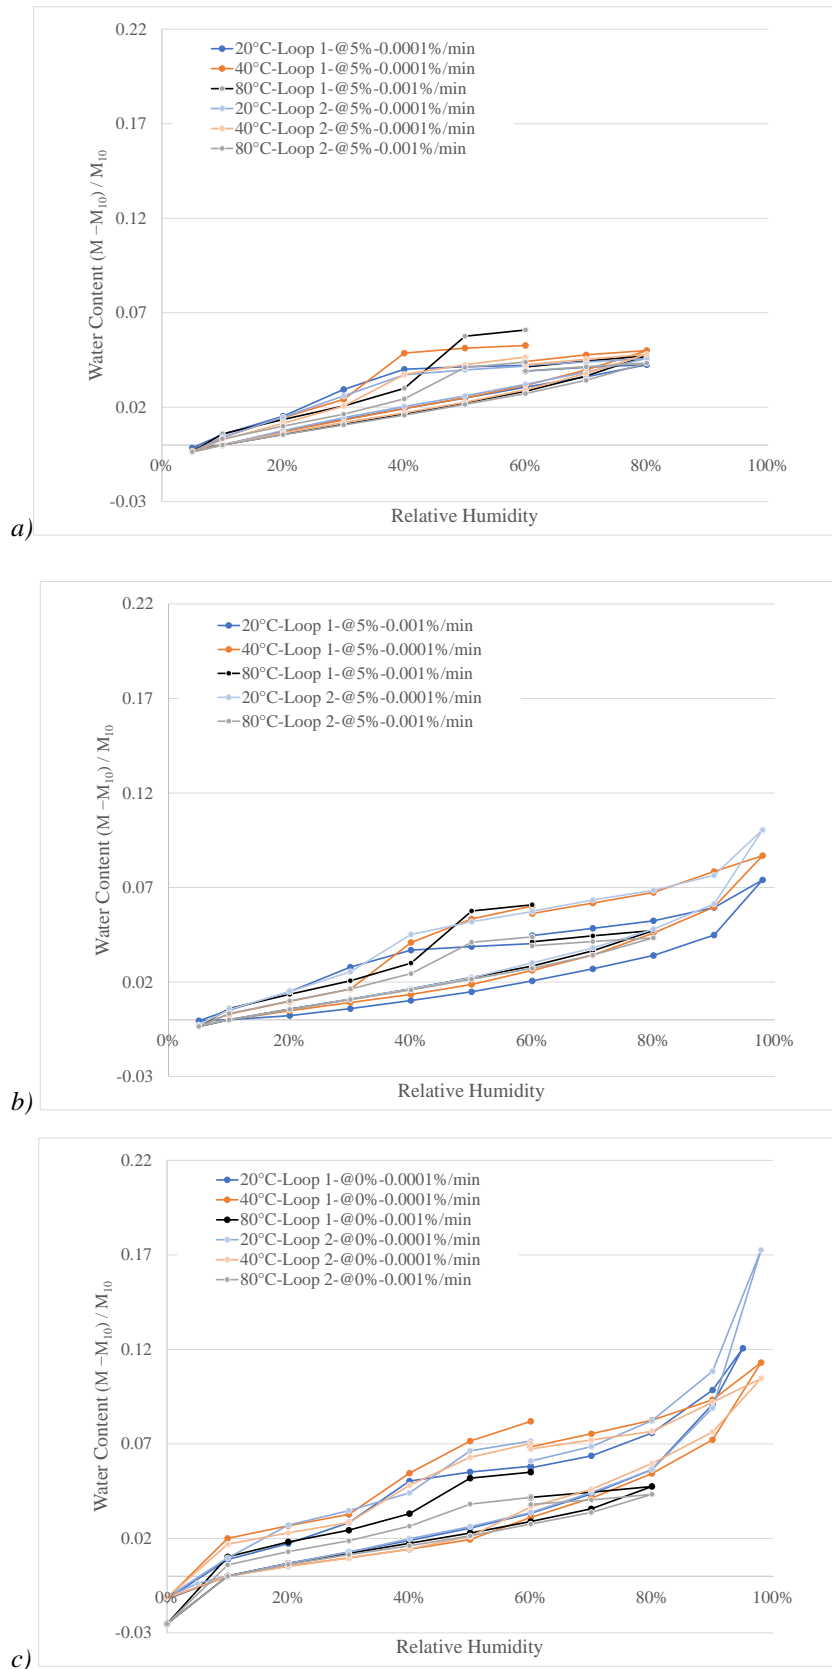 0.22
20°C-Loop 1-@5%-0.0001%/min
40°C-Loop 1-@5%-0.0001%/min
80°C-Loop 1-@5%-0.001%/min
20°C-Loop 2-@5%-0.0001%/min
40°C-Loop 2-@5%-0.0001%/min
80°C-Loop 2-@5%-0.001%/min
0.17
0.12
0.07
0.02
-0.03
Water Content (M −M₁₀) / M₁₀
0% 20% 40% 60% 80% 100%
Relative Humidity
a)
0.22
20°C-Loop 1-@5%-0.001%/min
40°C-Loop 1-@5%-0.0001%/min
80°C-Loop 1-@5%-0.001%/min
20°C-Loop 2-@5%-0.0001%/min
80°C-Loop 2-@5%-0.001%/min
0.17
0.12
0.07
0.02
-0.03
Water Content (M −M₁₀) / M₁₀
0% 20% 40% 60% 80% 100%
Relative Humidity
b)
0.22
20°C-Loop 1-@0%-0.0001%/min
40°C-Loop 1-@0%-0.0001%/min
80°C-Loop 1-@0%-0.001%/min
20°C-Loop 2-@0%-0.0001%/min
40°C-Loop 2-@0%-0.0001%/min
80°C-Loop 2-@0%-0.001%/min
0.17
0.12
0.07
0.02
-0.03
Water Content (M −M₁₀) / M₁₀
0% 20% 40% 60% 80% 100%
Relative Humidity
c)